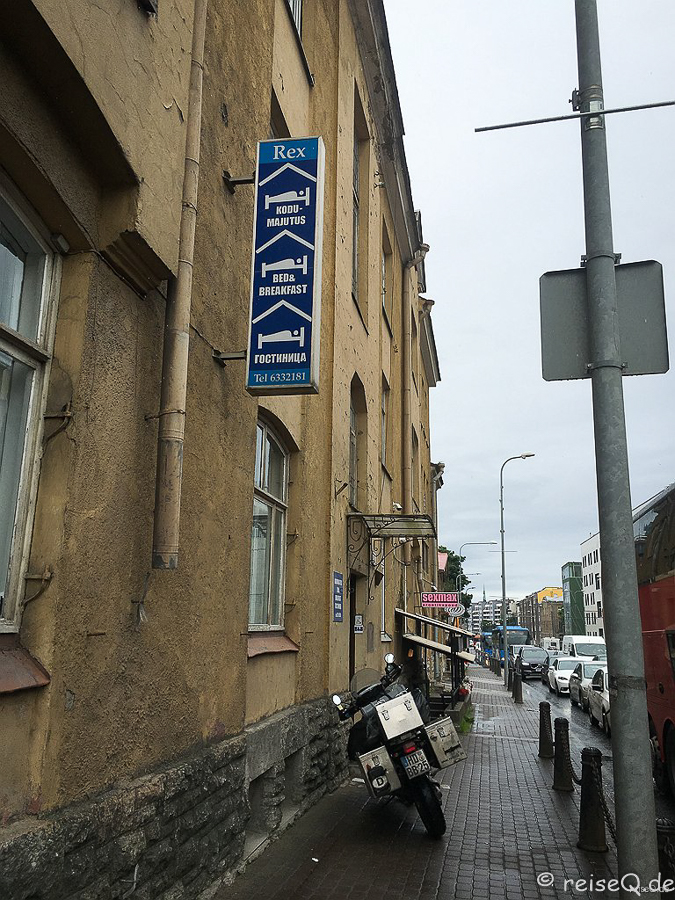 Rex
KODU-
MAJUTUS
BED&
BREAKFAST
ГОСТИНИЦА
Tel 6332181
sexmax
D
© reiseQ.de